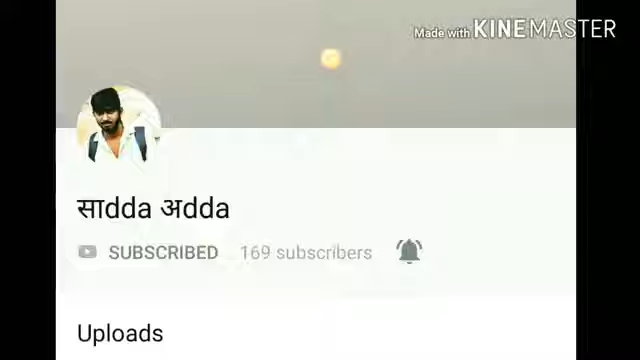 Made with KINEMASTER
साdda अdda
SUBSCRIBED 169 subscribers
Uploads